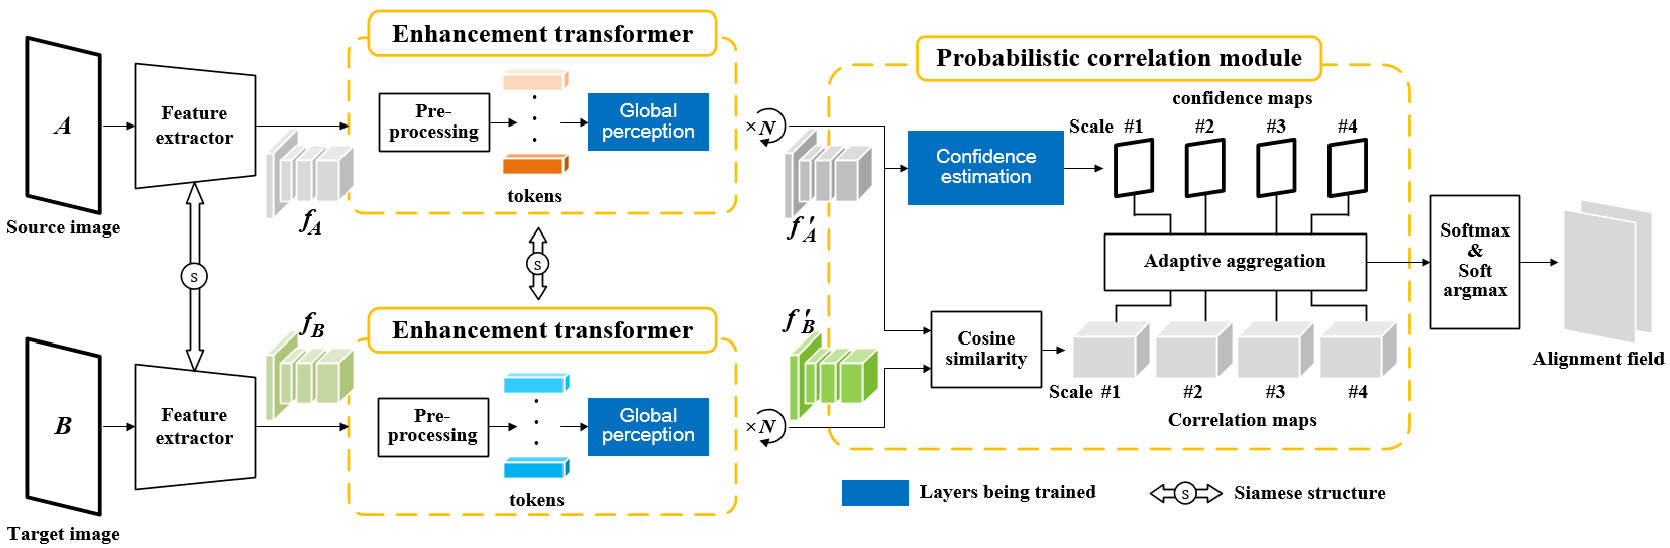 Enhancement transformer
Probabilistic correlation module
A
Feature
extractor
Pre-
processing
Global
perception
tokens
×N
Source image
f_A
f'_A
Confidence
estimation
confidence maps
Scale #1 #2 #3 #4
Adaptive aggregation
Softmax
&
Soft
argmax
Alignment field
S
S
f_B
f'_B
Enhancement transformer
B
Feature
extractor
Pre-
processing
Global
perception
tokens
×N
Target image
Cosine
similarity
Scale #1 #2 #3 #4
Correlation maps
Layers being trained
S
Siamese structure